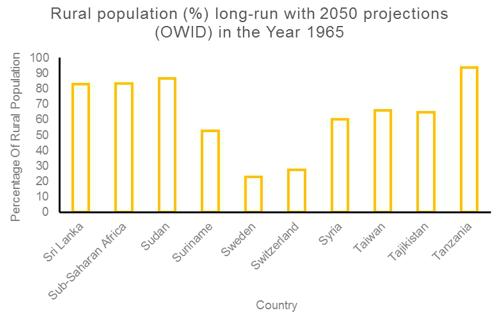 Rural population (%) long-run with 2050 projections
(OWID) in the Year 1965
Percentage Of Rural Population
100
90
80
70
60
50
40
30
20
10
0
Sri Lanka
Sub-Saharan Africa
Sudan
Suriname
Sweden
Switzerland
Syria
Taiwan
Tajikistan
Tanzania
Country